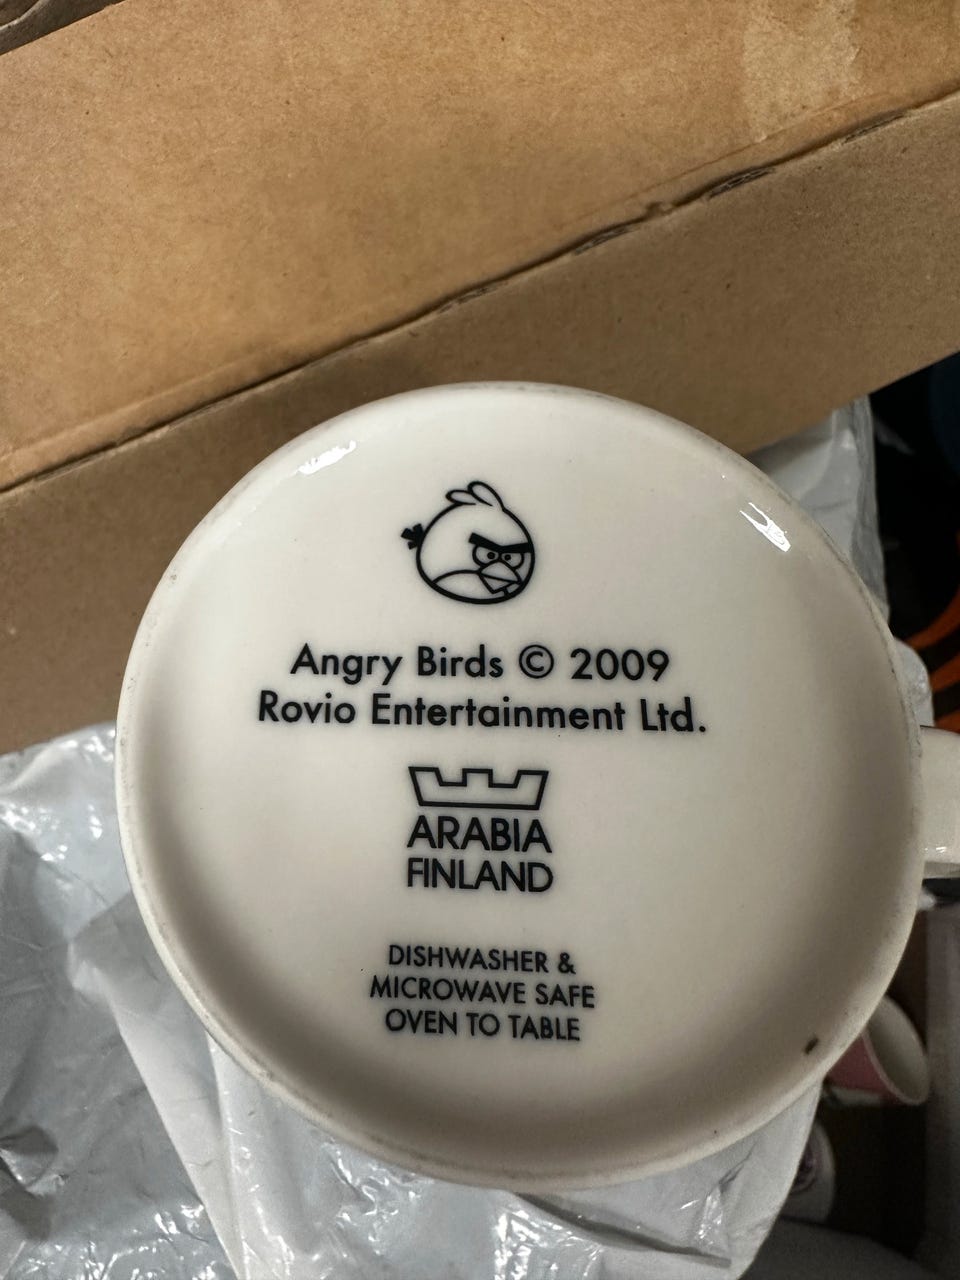 Angry Birds © 2009
Rovio Entertainment Ltd.
ARABIA
FINLAND
DISHWASHER &
MICROWAVE SAFE
OVEN TO TABLE